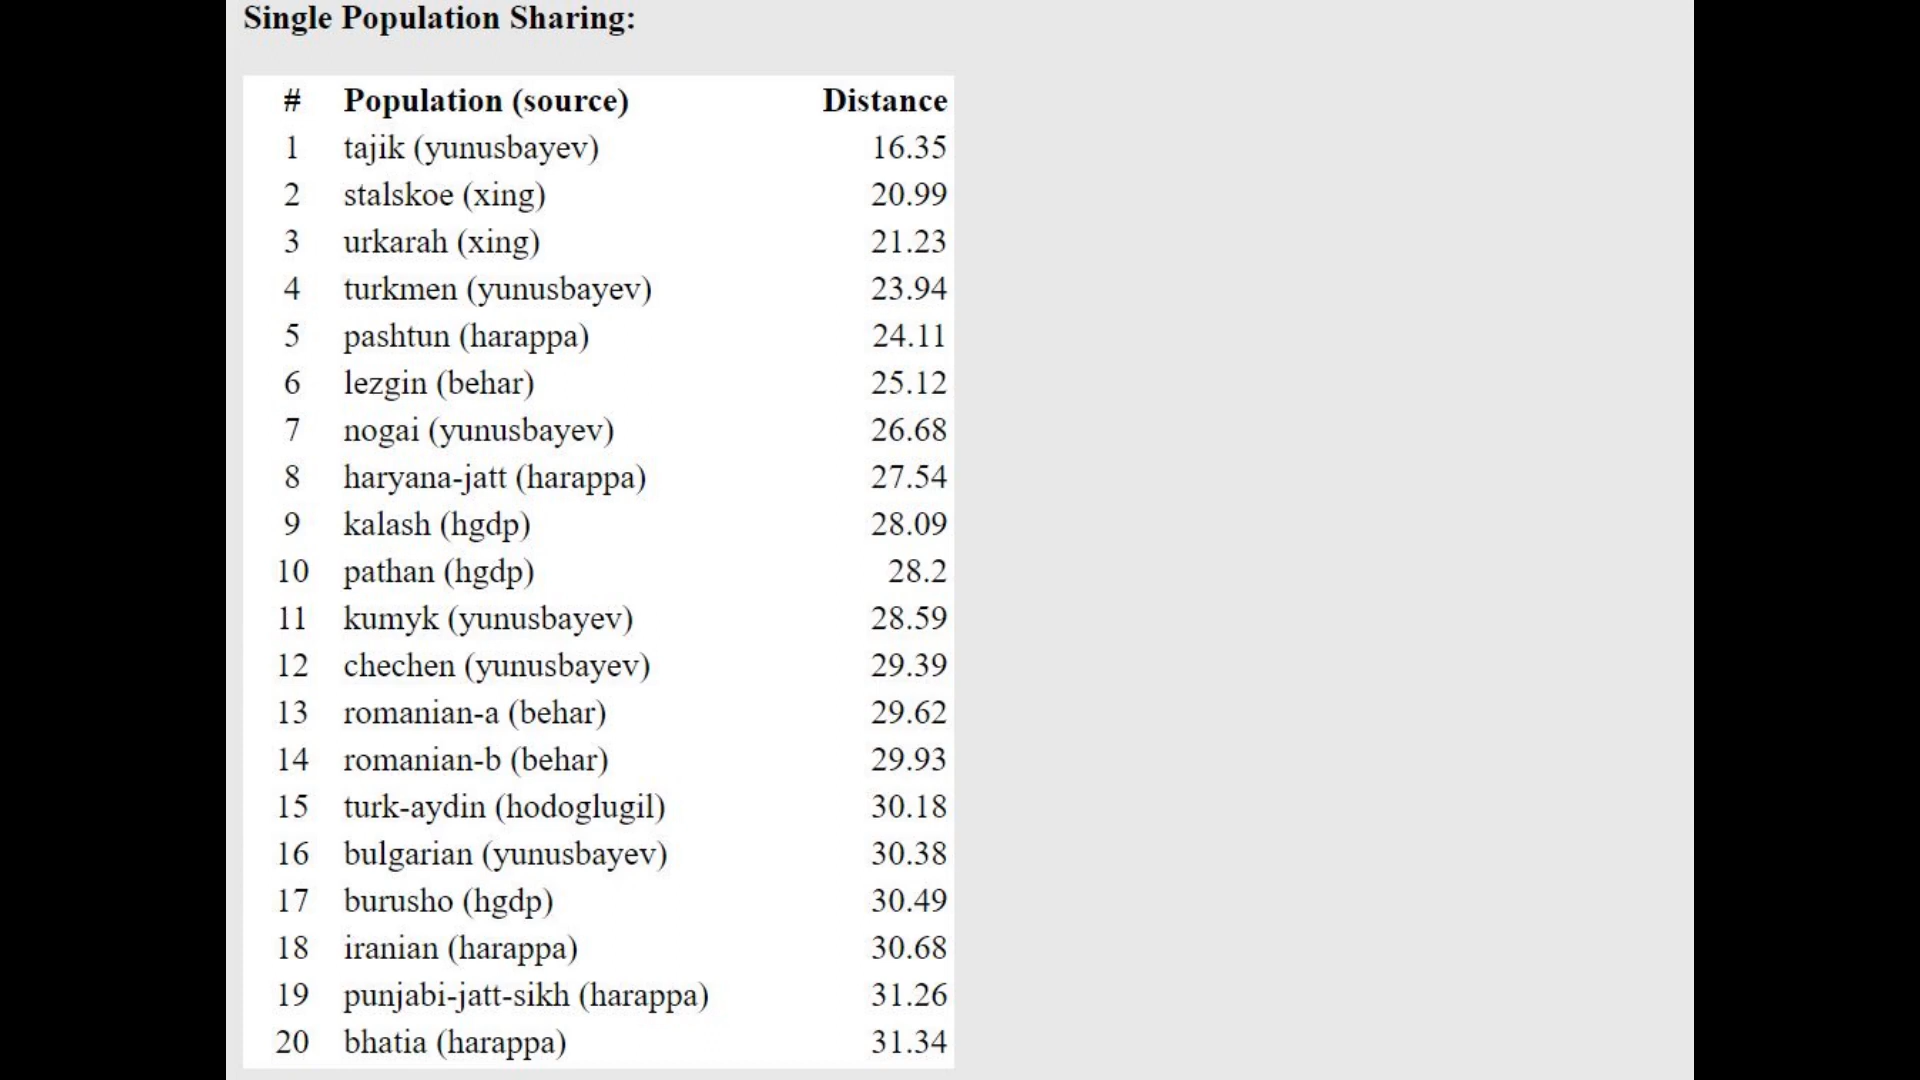 Single Population Sharing:
# Population (source) Distance
1 tajik (yunusbayev) 16.35
2 stalskoe (xing) 20.99
3 urkarah (xing) 21.23
4 turkmen (yunusbayev) 23.94
5 pashtun (harappa) 24.11
6 lezgin (behar) 25.12
7 nogai (yunusbayev) 26.68
8 haryana-jatt (harappa) 27.54
9 kalash (hgdp) 28.09
10 pathan (hgdp) 28.2
11 kumyk (yunusbayev) 28.59
12 chechen (yunusbayev) 29.39
13 romanian-a (behar) 29.62
14 romanian-b (behar) 29.93
15 turk-aydin (hodoglugil) 30.18
16 bulgarian (yunusbayev) 30.38
17 burusho (hgdp) 30.49
18 iranian (harappa) 30.68
19 punjabi-jatt-sikh (harappa) 31.26
20 bhatia (harappa) 31.34